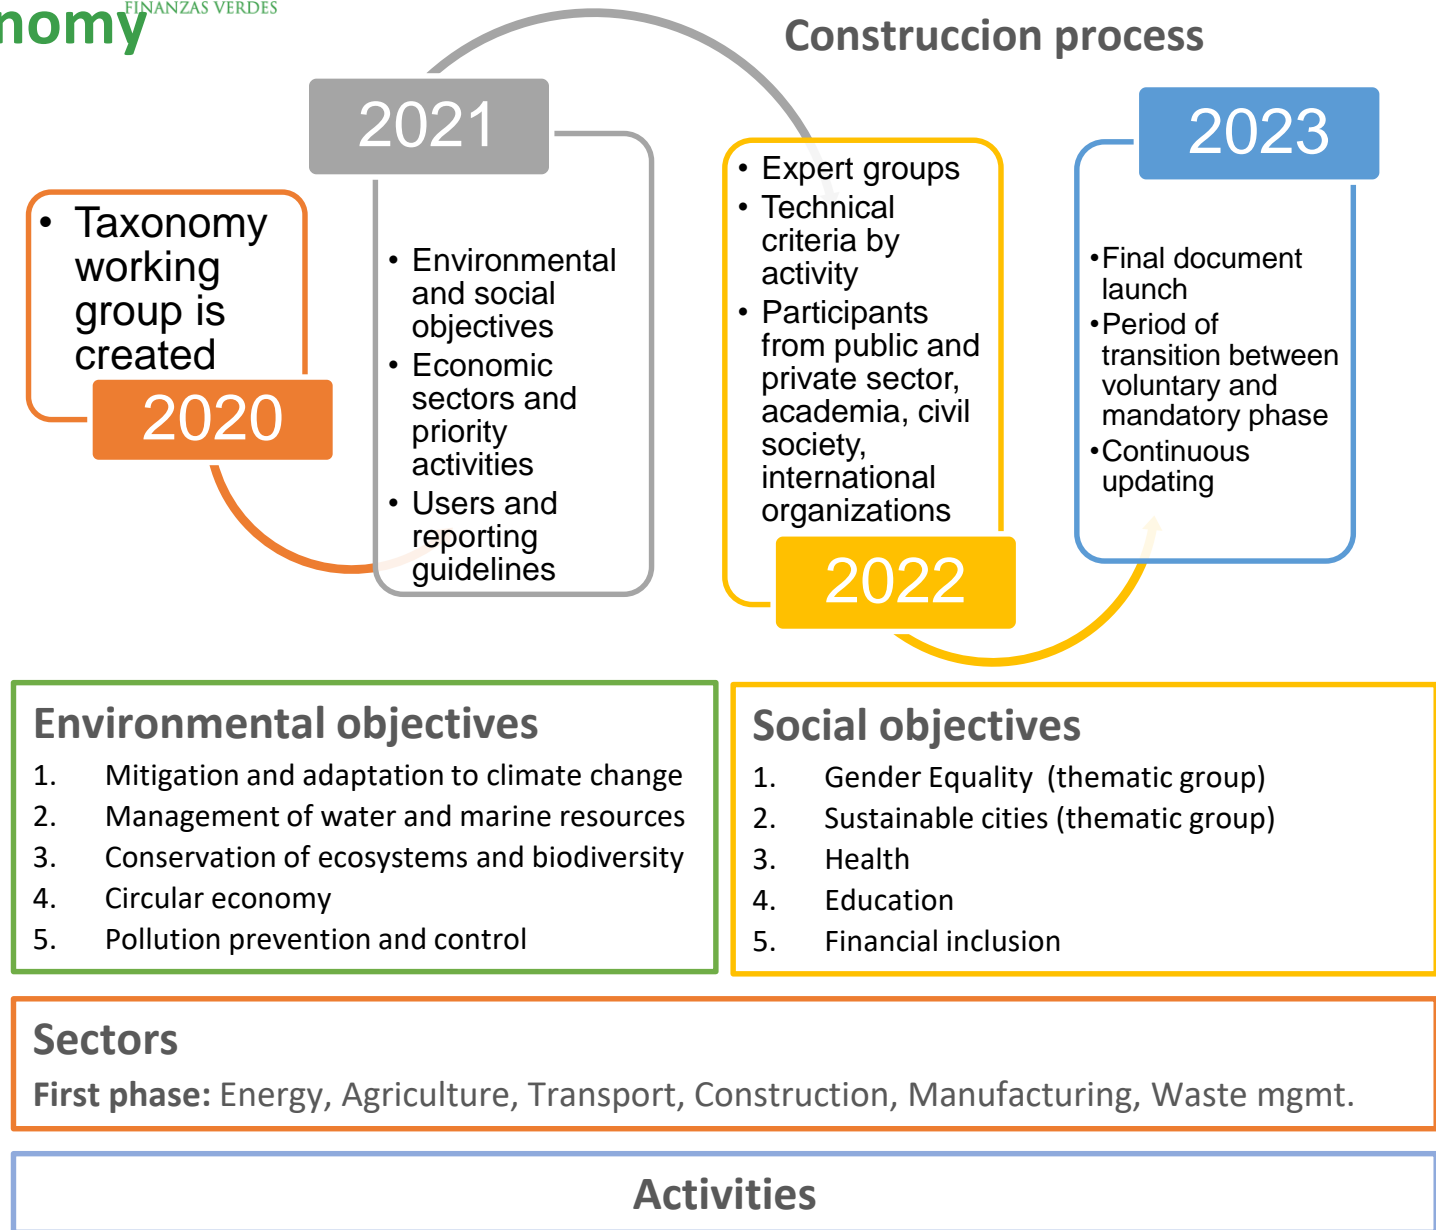 nomy
FINANZAS VERDES
Construccion process
2020
• Taxonomy
working
group is
created
2021
• Environmental
and social
objectives
• Economic
sectors and
priority
activities
• Users and
reporting
guidelines
2022
• Expert groups
• Technical
criteria by
activity
• Participants
from public and
private sector,
academia, civil
society,
international
organizations
2023
•Final document
launch
•Period of
transition between
voluntary and
mandatory phase
•Continuous
updating
Environmental objectives
1. Mitigation and adaptation to climate change
2. Management of water and marine resources
3. Conservation of ecosystems and biodiversity
4. Circular economy
5. Pollution prevention and control
Social objectives
1. Gender Equality (thematic group)
2. Sustainable cities (thematic group)
3. Health
4. Education
5. Financial inclusion
Sectors
First phase: Energy, Agriculture, Transport, Construction, Manufacturing, Waste mgmt.
Activities